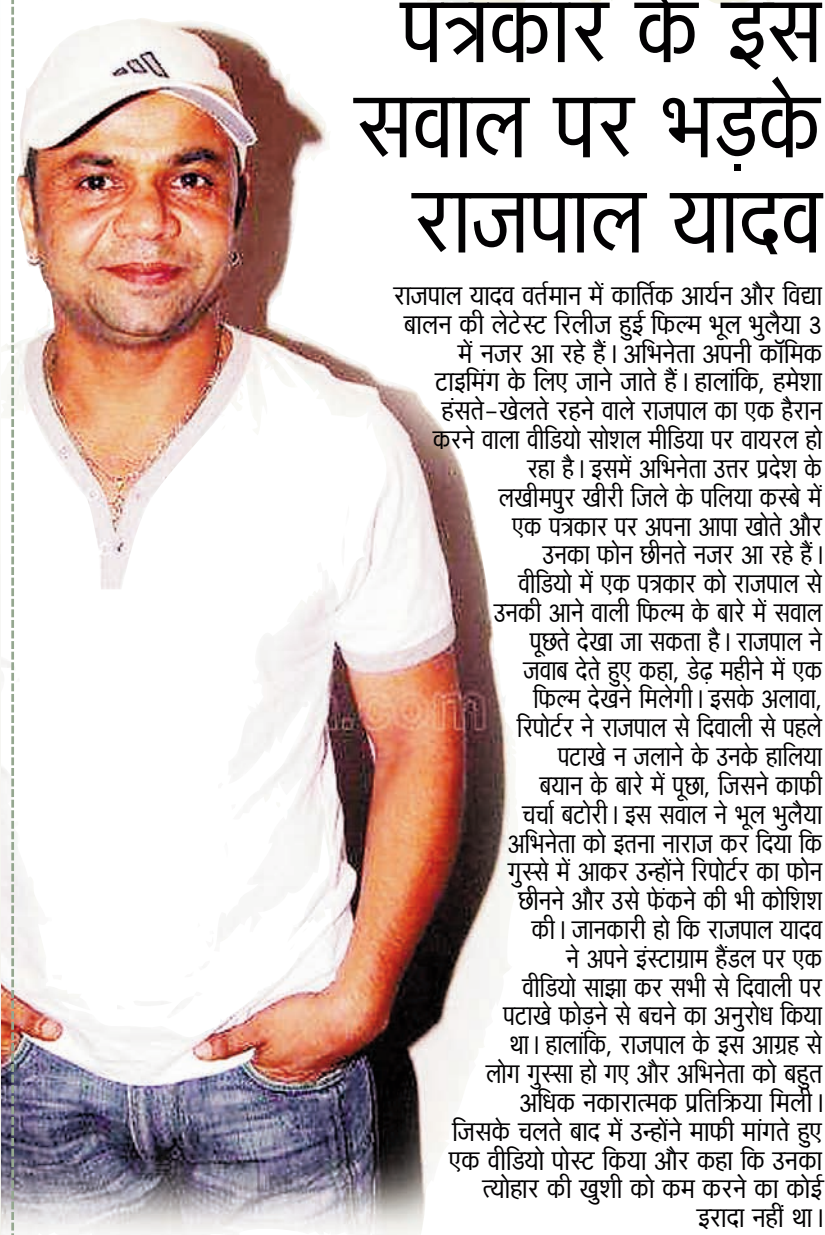 पत्रकार के इस
सवाल पर भड़के
राजपाल यादव
राजपाल यादव वर्तमान में कार्तिक आर्यन और विद्या
बालन की लेटेस्ट रिलीज हुई फिल्म भूल भुलैया ३
में नजर आ रहे हैं। अभिनेता अपनी कॉमिक
टाइमिंग के लिए जाने जाते हैं। हालांकि, हमेशा
हंसते-खेलते रहने वाले राजपाल का एक हैरान
करने वाला वीडियो सोशल मीडिया पर वायरल हो
रहा है। इसमें अभिनेता उत्तर प्रदेश के
लखीमपुर खीरी जिले के पलिया कस्बे में
एक पत्रकार पर अपना आपा खोते और
उनका फोन छीनते नजर आ रहे हैं।
वीडियो में एक पत्रकार को राजपाल से
उनकी आने वाली फिल्म के बारे में सवाल
पूछते देखा जा सकता है। राजपाल ने
जवाब देते हुए कहा, डेढ़ महीने में एक
फिल्म देखने मिलेगी। इसके अलावा,
रिपोर्टर ने राजपाल से दिवाली से पहले
पटाखे न जलाने के उनके हालिया
बयान के बारे में पूछा, जिसने काफी
चर्चा बटोरी। इस सवाल ने भूल भुलैया
अभिनेता को इतना नाराज कर दिया कि
गुस्से में आकर उन्होंने रिपोर्टर का फोन
छीनने और उसे फेंकने की भी कोशिश
की। जानकारी हो कि राजपाल यादव
ने अपने इंस्टाग्राम हैंडल पर एक
वीडियो साझा कर सभी से दिवाली पर
पटाखे फोड़ने से बचने का अनुरोध किया
था। हालांकि, राजपाल के इस आग्रह से
लोग गुस्सा हो गए और अभिनेता को बहुत
अधिक नकारात्मक प्रतिक्रिया मिली।
जिसके चलते बाद में उन्होंने माफी मांगते हुए
एक वीडियो पोस्ट किया और कहा कि उनका
त्योहार की खुशी को कम करने का कोई
इरादा नहीं था।
.com